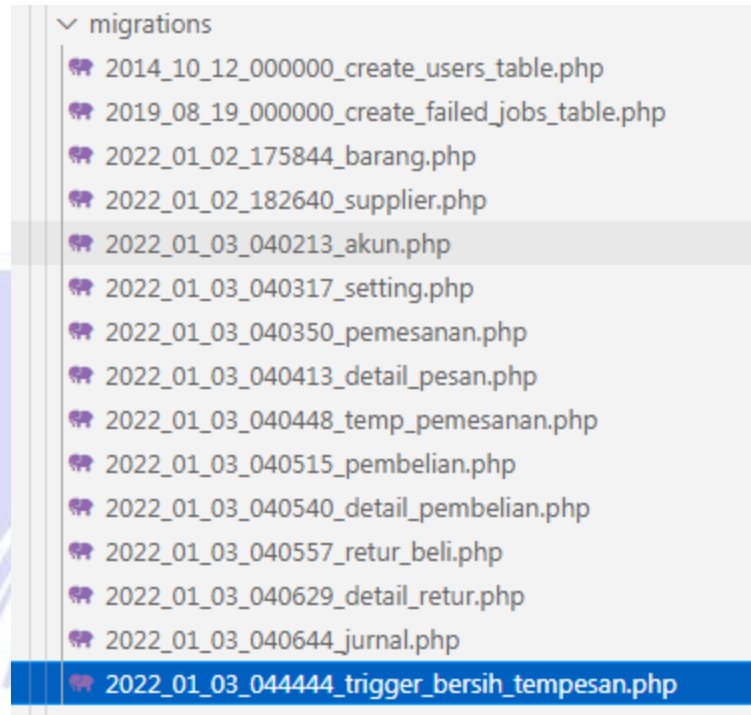 migrations
2014_10_12_000000_create_users_table.php
2019_08_19_000000_create_failed_jobs_table.php
2022_01_02_175844_barang.php
2022_01_02_182640_supplier.php
2022_01_03_040213_akun.php
2022_01_03_040317_setting.php
2022_01_03_040350_pemesanan.php
2022_01_03_040413_detail_pesan.php
2022_01_03_040448_temp_pemesanan.php
2022_01_03_040515_pembelian.php
2022_01_03_040540_detail_pembelian.php
2022_01_03_040557_retur_beli.php
2022_01_03_040629_detail_retur.php
2022_01_03_040644_jurnal.php
2022_01_03_044444_trigger_bersih_tempesan.php